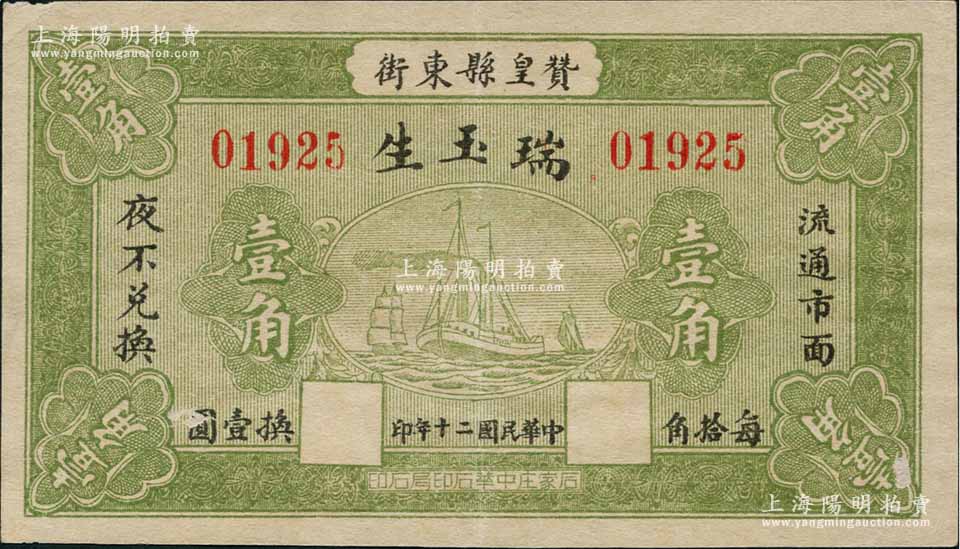 上海陽明拍賣
www.yangmingauction.com
贊皇縣東街
壹角
壹角
01925
瑞玉生
01925
流通市面
夜不兑換
壹角
壹角
上海陽明拍賣
www.yangmingauction.com
每拾角
換壹圓
中華民國二十年印
壹角
壹角
石家庄中華石印局石印
上海陽明拍賣
www.yangmingauction.com